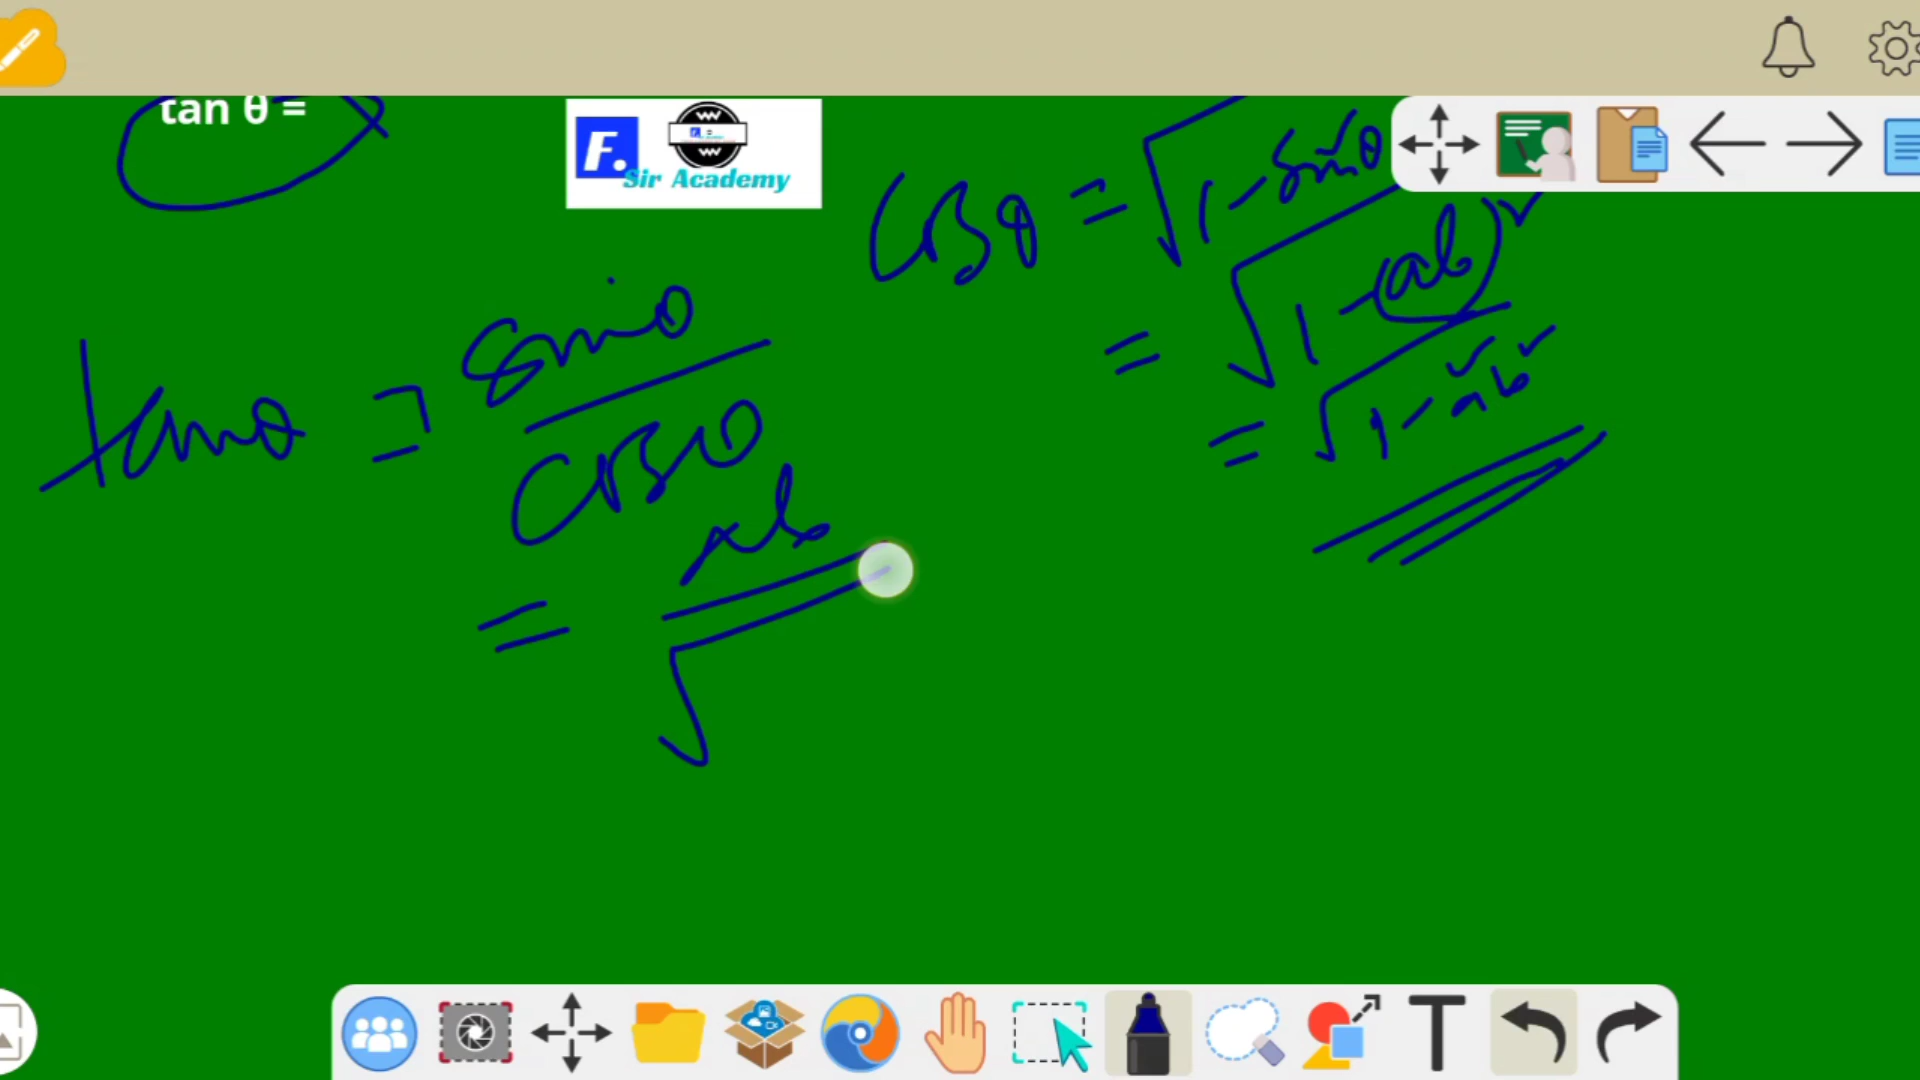 tan θ =
F.
Sir Academy
cosθ = √1-sin²θ
= √1-(ab)²
= √1-a²b²
tanθ = sinθ/cosθ
= ab/√
T